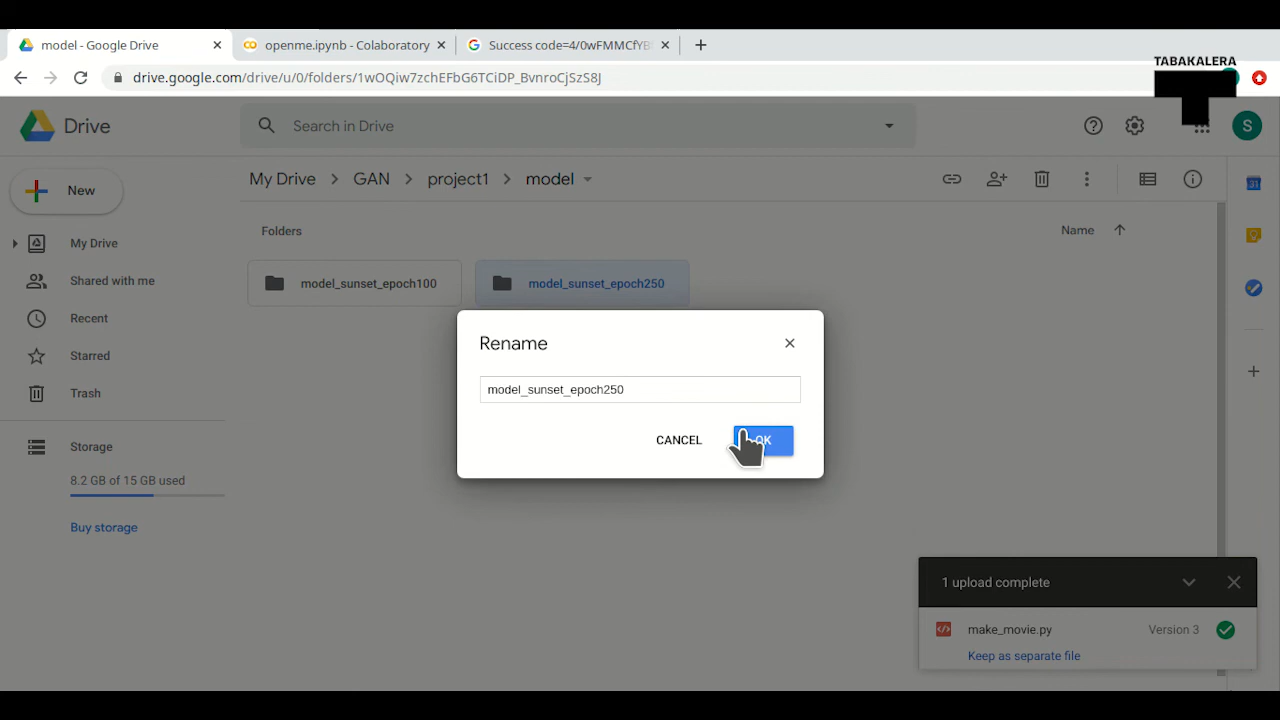 model - Google Drive
openme.ipynb - Colaboratory
Success code=4/0wFMMCfYB
TABAKALERA
drive.google.com/drive/u/0/folders/1wOQiw7zchEFbG6TCiDP_BvnroCjSzS8J
Drive
Search in Drive
S
New
My Drive
GAN
project1
model
My Drive
Folders
Name
Shared with me
model_sunset_epoch100
model_sunset_epoch250
Recent
Rename
Starred
model_sunset_epoch250
Trash
CANCEL
OK
Storage
8.2 GB of 15 GB used
Buy storage
1 upload complete
make_movie.py
Version 3
Keep as separate file